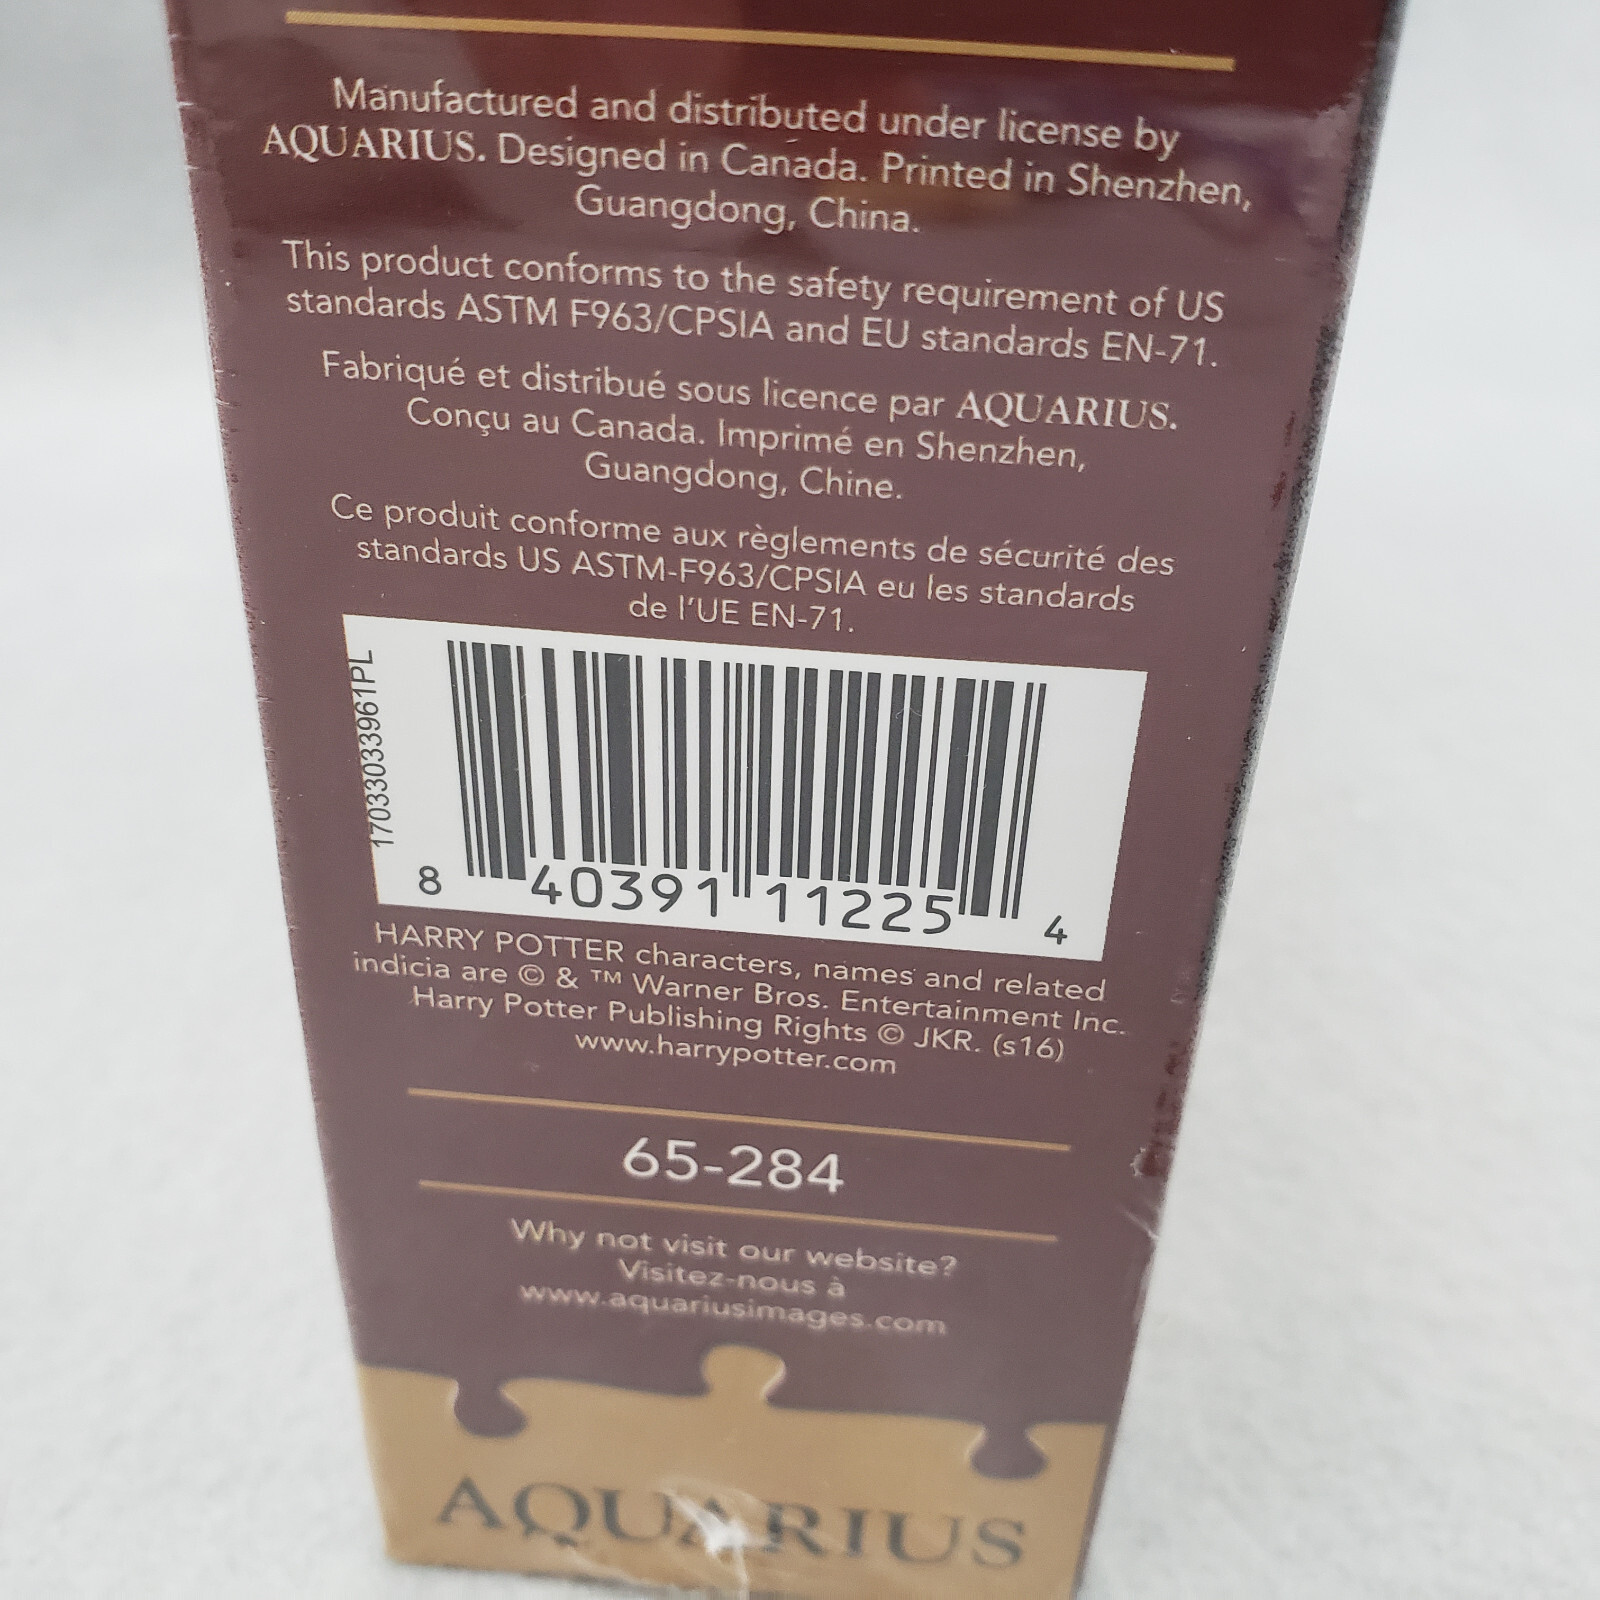 Manufactured and distributed under license by
AQUARIUS. Designed in Canada. Printed in Shenzhen,
Guangdong, China.
This product conforms to the safety requirement of US
standards ASTM F963/CPSIA and EU standards EN-71.
Fabriqué et distribué sous licence par AQUARIUS.
Conçu au Canada. Imprimé en Shenzhen,
Guangdong, Chine.
Ce produit conforme aux règlements de sécurité des
standards US ASTM-F963/CPSIA eu les standards
de l'UE EN-71.
17033033961PL
8 40391 11225 4
HARRY POTTER characters, names and related
indicia are © & ™ Warner Bros. Entertainment Inc.
Harry Potter Publishing Rights © JKR. (s16)
www.harrypotter.com
65-284
Why not visit our website?
Visitez-nous à
www.aquariusimages.com
AQUARIUS